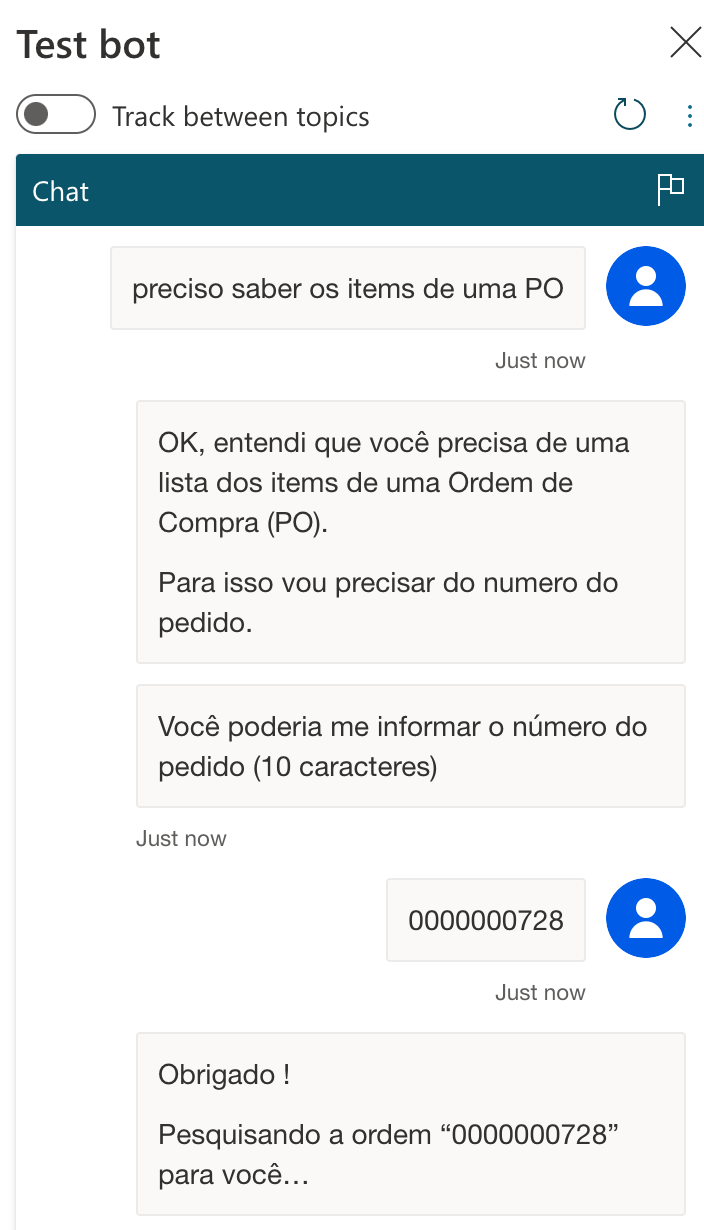 Test bot
Track between topics
Chat
preciso saber os items de uma PO
Just now
OK, entendi que você precisa de uma
lista dos items de uma Ordem de
Compra (PO).
Para isso vou precisar do numero do
pedido.
Você poderia me informar o número do
pedido (10 caracteres)
Just now
0000000728
Just now
Obrigado !
Pesquisando a ordem “0000000728”
para você…